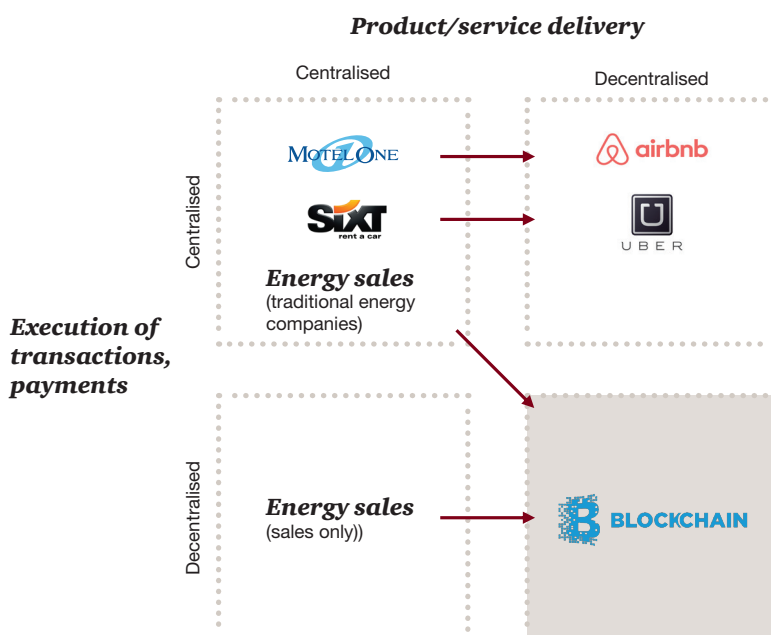 Product/service delivery
Centralised
Decentralised
MOTEL ONE
airbnb
SIXT
rent a car
U
UBER
Energy sales
(traditional energy
companies)
Centralised
Execution of
transactions,
payments
Decentralised
Energy sales
(sales only))
B
BLOCKCHAIN